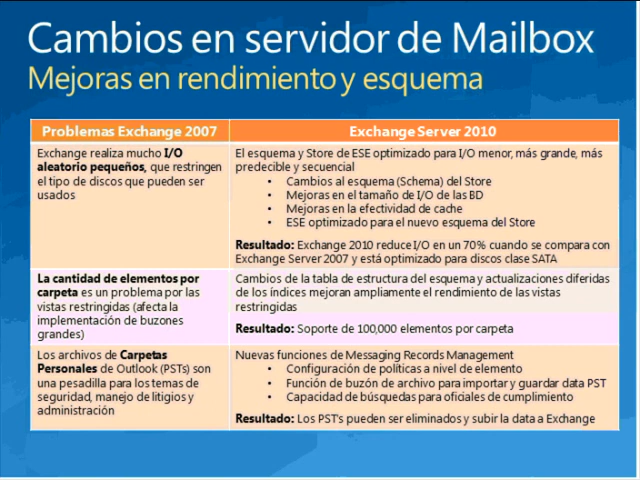 Cambios en servidor de Mailbox
Mejoras en rendimiento y esquema
Problemas Exchange 2007
Exchange Server 2010
Exchange realiza mucho I/O
aleatorio pequeños, que restringen
el tipo de discos que pueden ser
usados
El esquema y Store de ESE optimizado para I/O menor, más grande, más
predecible y secuencial
• Cambios al esquema (Schema) del Store
• Mejoras en el tamaño de I/O de las BD
• Mejoras en la efectividad de cache
• ESE optimizado para el nuevo esquema del Store
Resultado: Exchange 2010 reduce I/O en un 70% cuando se compara con
Exchange Server 2007 y está optimizado para discos clase SATA
La cantidad de elementos por
carpeta es un problema por las
vistas restringidas (afecta la
implementación de buzones
grandes)
Cambios de la tabla de estructura del esquema y actualizaciones diferidas
de los índices mejoran ampliamente el rendimiento de las vistas
restringidas
Resultado: Soporte de 100,000 elementos por carpeta
Los archivos de Carpetas
Personales de Outlook (PSTs) son
una pesadilla para los temas de
seguridad, manejo de litigios y
administración
Nuevas funciones de Messaging Records Management
• Configuración de políticas a nivel de elemento
• Función de buzón de archivo para importar y guardar data PST
• Capacidad de búsquedas para oficiales de cumplimiento
Resultado: Los PST's pueden ser eliminados y subir la data a Exchange